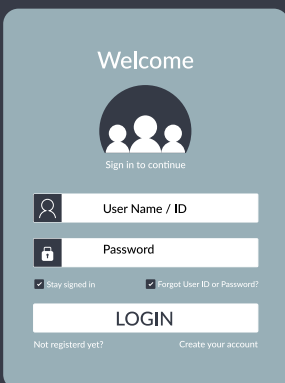 Welcome
Sign in to continue
User Name / ID
Password
Stay signed in Forgot User ID or Password?
LOGIN
Not registerd yet? Create your account